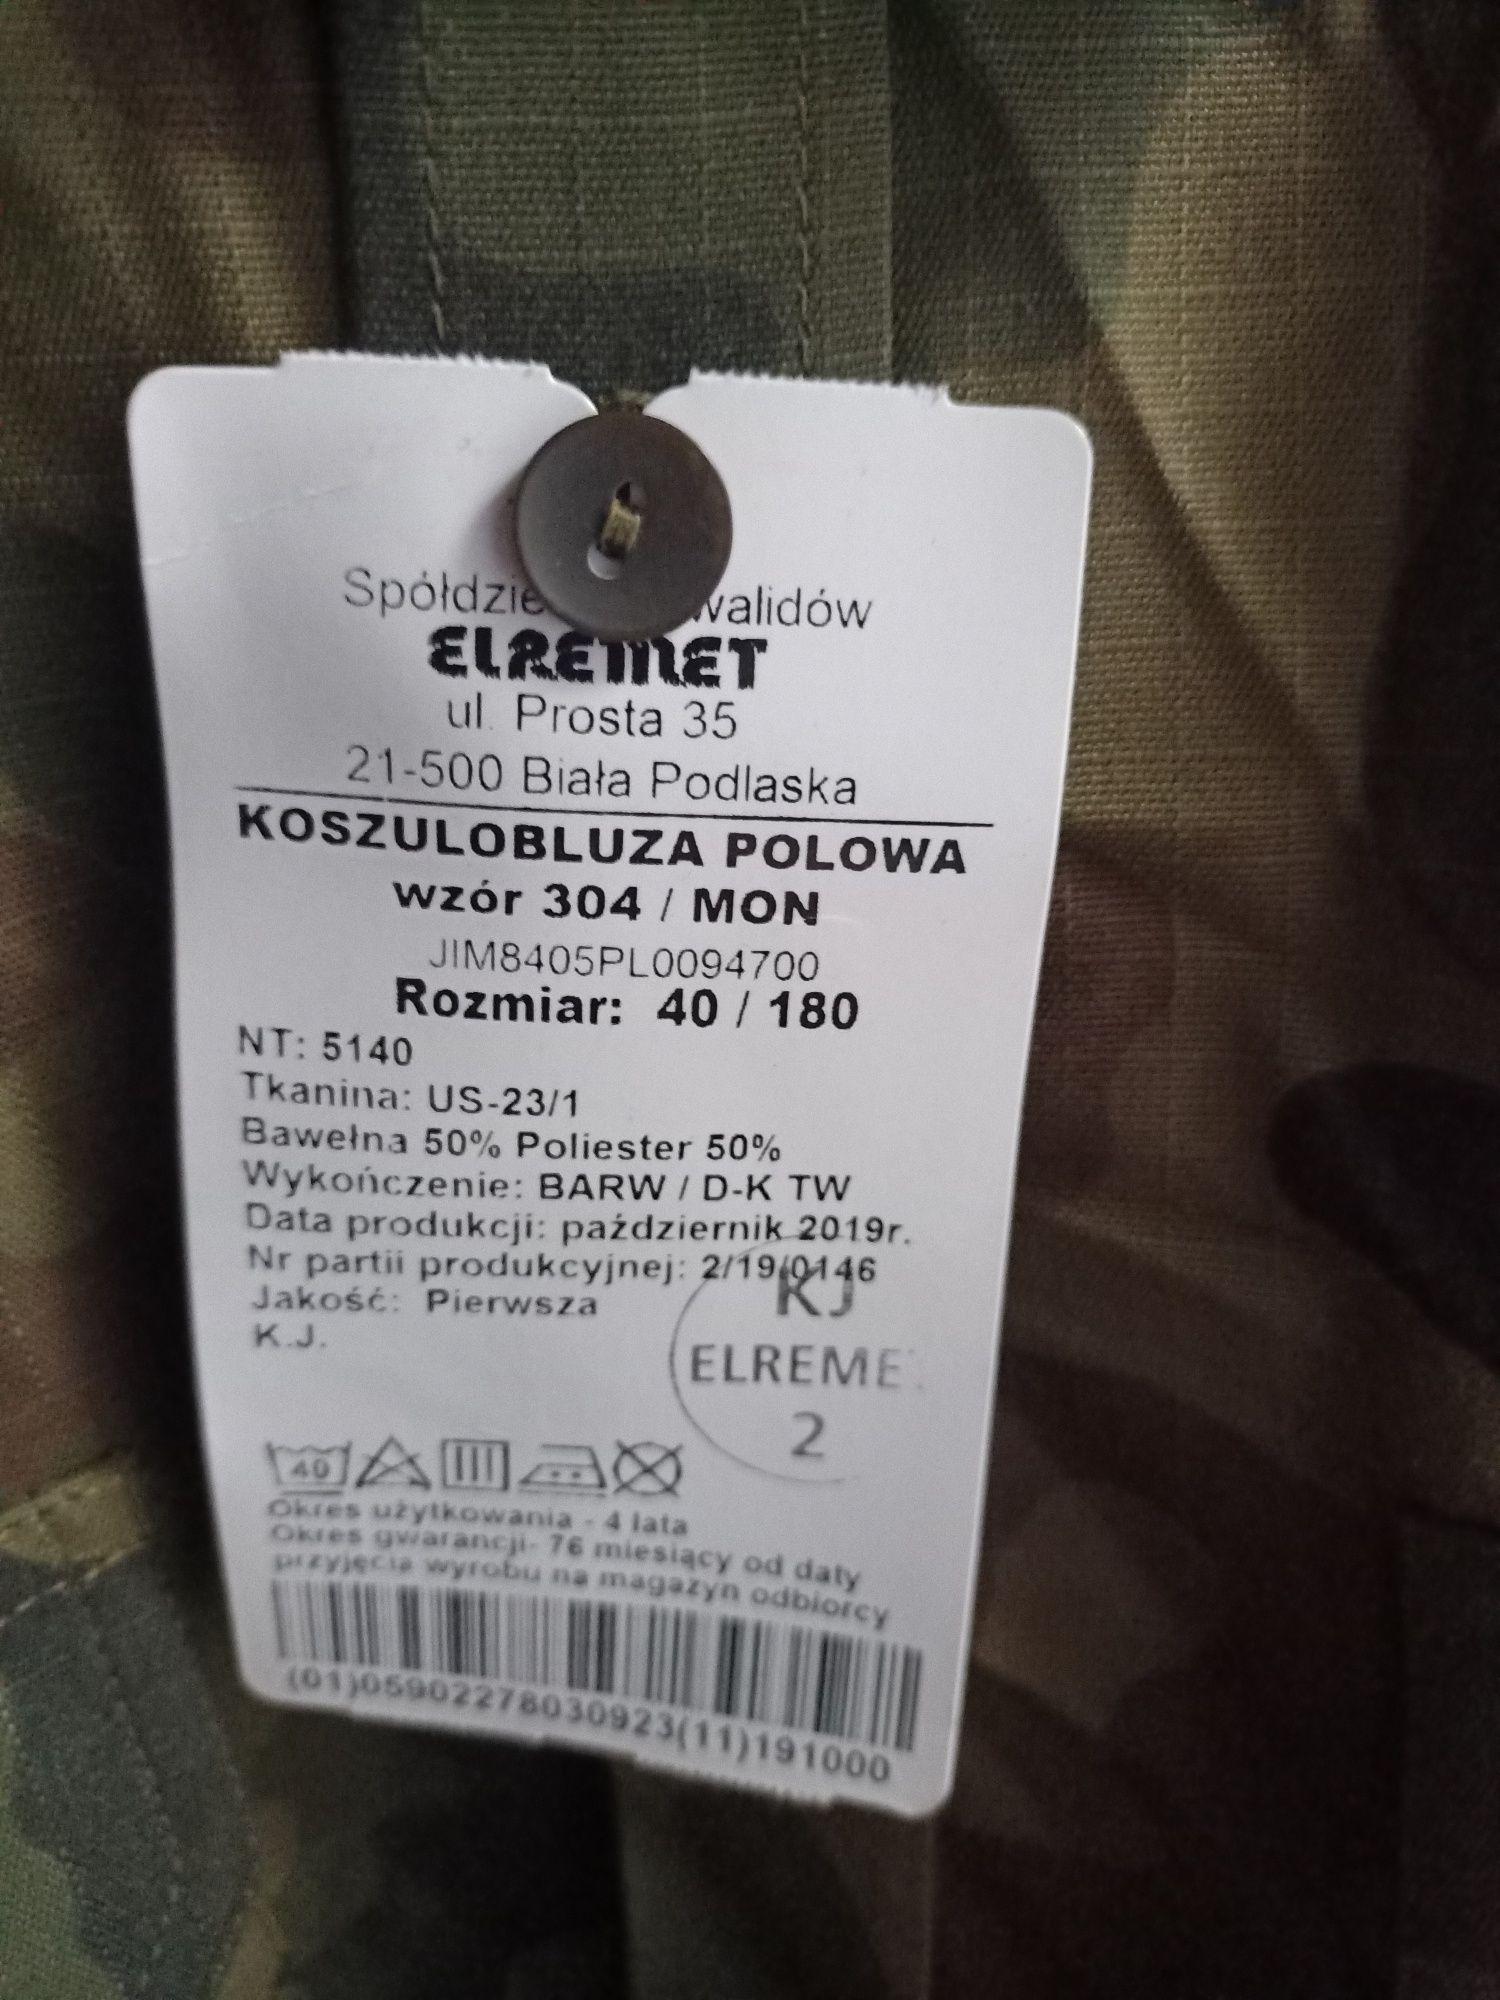 Spółdzie walidów
ELREMET
ul. Prosta 35
21-500 Biała Podlaska
KOSZULOBLUZA POLOWA
wzór 304 / MON
JIM8405PL0094700
Rozmiar: 40 / 180
NT: 5140
Tkanina: US-23/1
Bawełna 50% Poliester 50%
Wykończenie: BARW / D-K TW
Data produkcji: październik 2019r.
Nr partii produkcyjnej: 2/19/0146
Jakość: Pierwsza
K.J.
KJ
ELREME
2
40
Okres użytkowania - 4 lata
Okres gwarancji- 76 miesiący od daty
przyjęcia wyrobu na magazyn odbiorcy
(01)05902278030923(11)191000